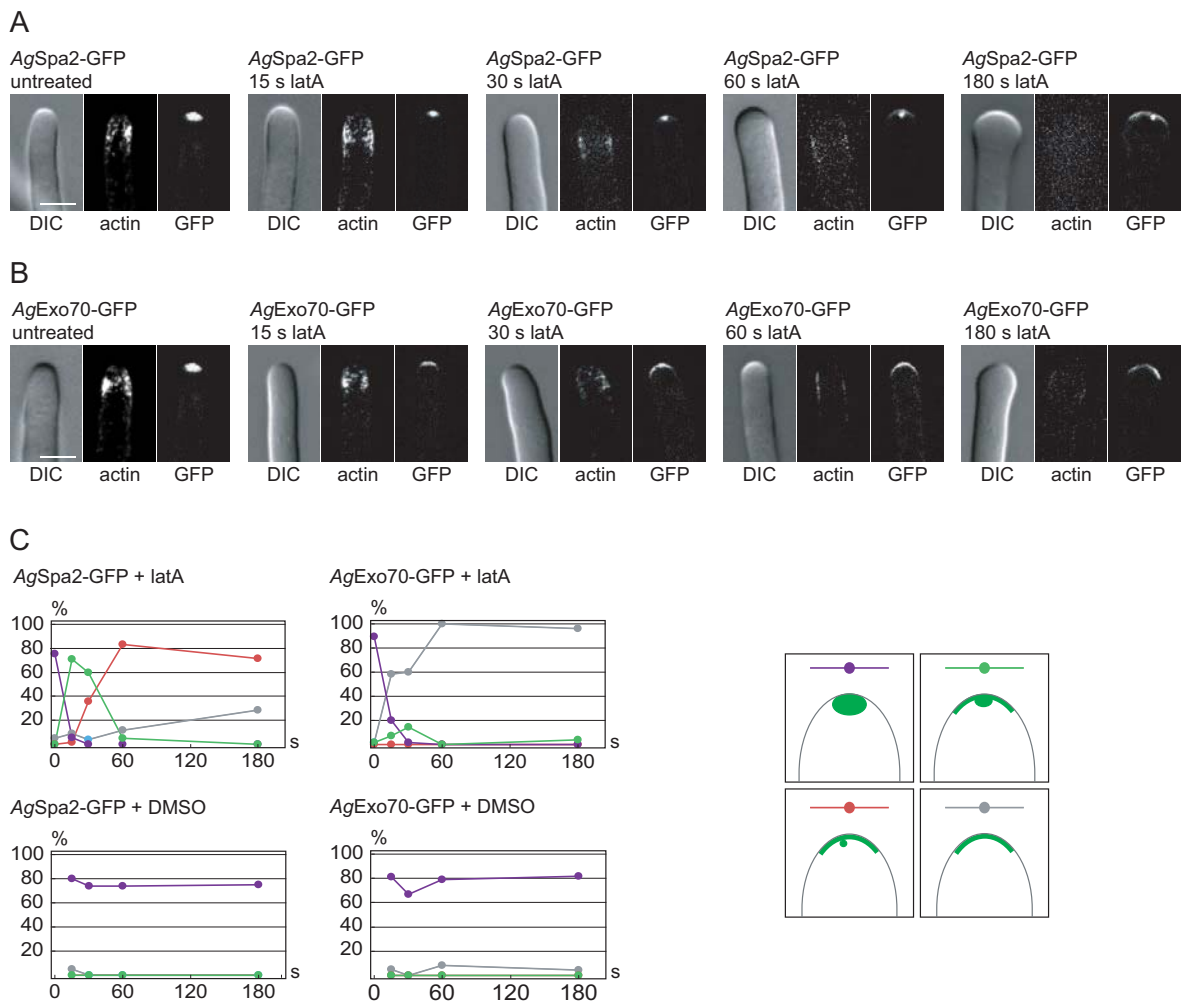 A
AgSpa2-GFP AgSpa2-GFP AgSpa2-GFP AgSpa2-GFP AgSpa2-GFP
untreated 15 s latA 30 s latA 60 s latA 180 s latA
DIC actin GFP DIC actin GFP DIC actin GFP DIC actin GFP DIC actin GFP
B
AgExo70-GFP AgExo70-GFP AgExo70-GFP AgExo70-GFP AgExo70-GFP
untreated 15 s latA 30 s latA 60 s latA 180 s latA
DIC actin GFP DIC actin GFP DIC actin GFP DIC actin GFP DIC actin GFP
C
AgSpa2-GFP + latA AgExo70-GFP + latA
% %
100 100
80 80
60 60
40 40
20 20
s s
0 60 120 180 0 60 120 180
AgSpa2-GFP + DMSO AgExo70-GFP + DMSO
% %
100 100
80 80
60 60
40 40
20 20
s s
0 60 120 180 0 60 120 180